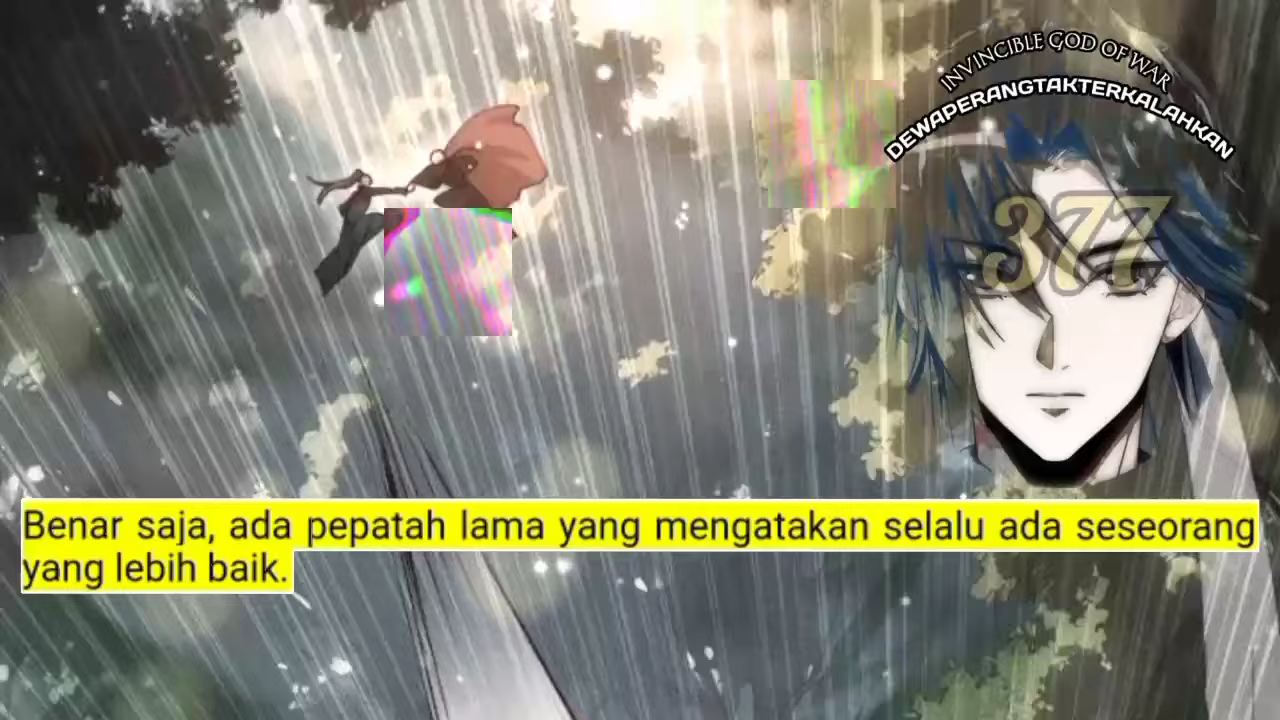 INVINCIBLE GOD OF WAR
DEWAPERANGTAKTERKALAHKAN
377
Benar saja, ada pepatah lama yang mengatakan selalu ada seseorang
yang lebih baik.